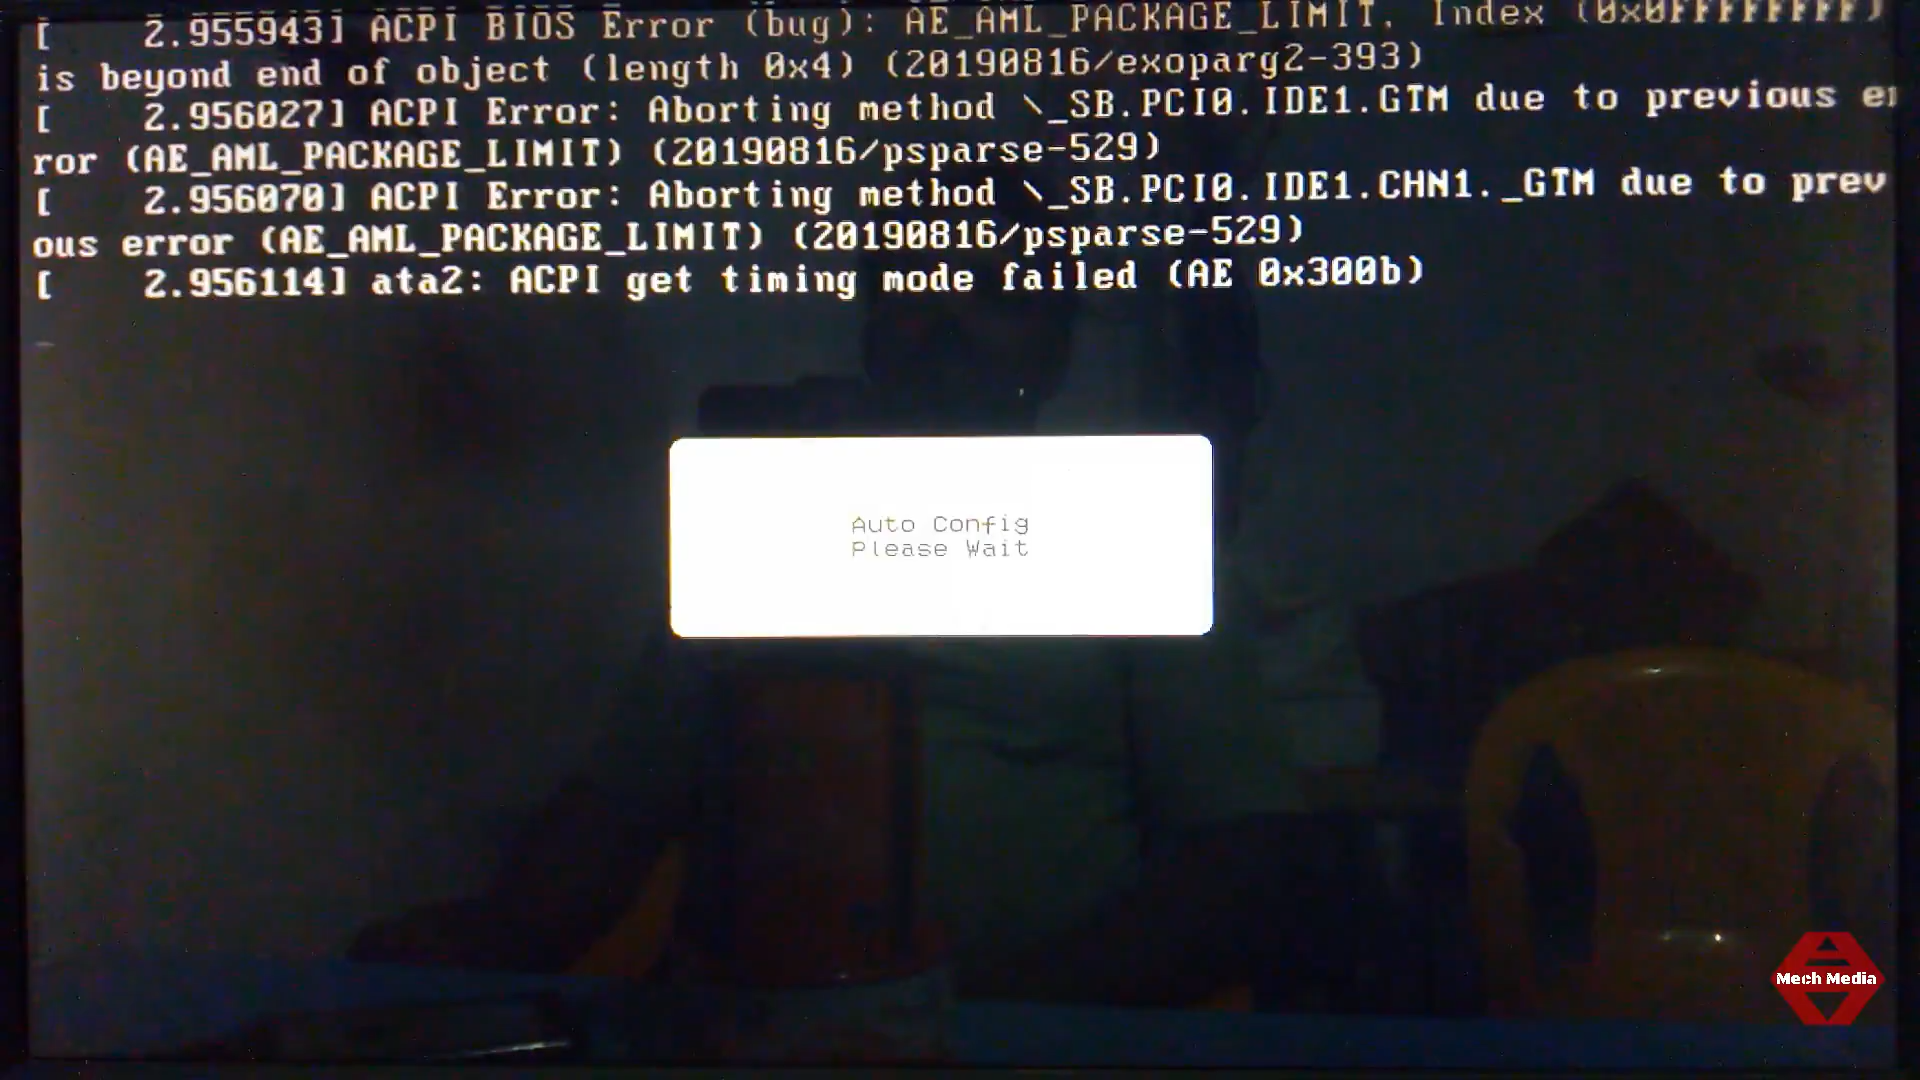 [    2.955943] ACPI BIOS Error (bug): AE_AML_PACKAGE_LIMIT, Index (0x0FFFFFFFF)
is beyond end of object (length 0x4) (20190816/exoparg2-393)
[    2.956027] ACPI Error: Aborting method \_SB.PCI0.IDE1.GTM due to previous er
ror (AE_AML_PACKAGE_LIMIT) (20190816/psparse-529)
[    2.956070] ACPI Error: Aborting method \_SB.PCI0.IDE1.CHN1._GTM due to prev
ous error (AE_AML_PACKAGE_LIMIT) (20190816/psparse-529)
[    2.956114] ata2: ACPI get timing mode failed (AE 0x300b)
Auto Config
Please Wait
Mech Media